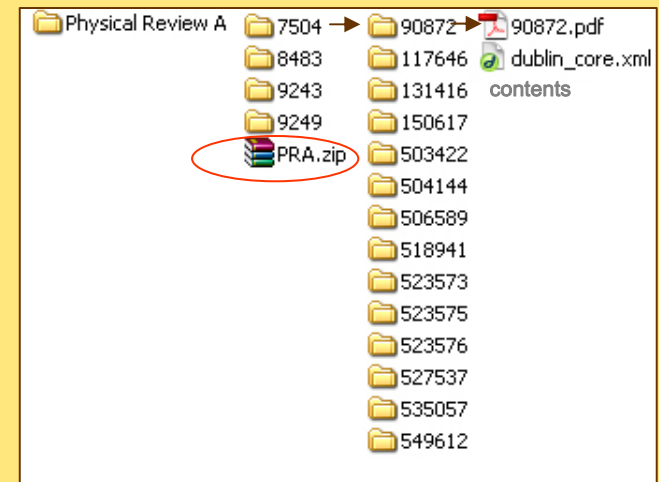 Physical Review A 7504 90872 90872.pdf
8483 117646 dublin_core.xml
9243 131416 contents
9249 150617
PRA.zip 503422
504144
506589
518941
523573
523575
523576
527537
535057
549612